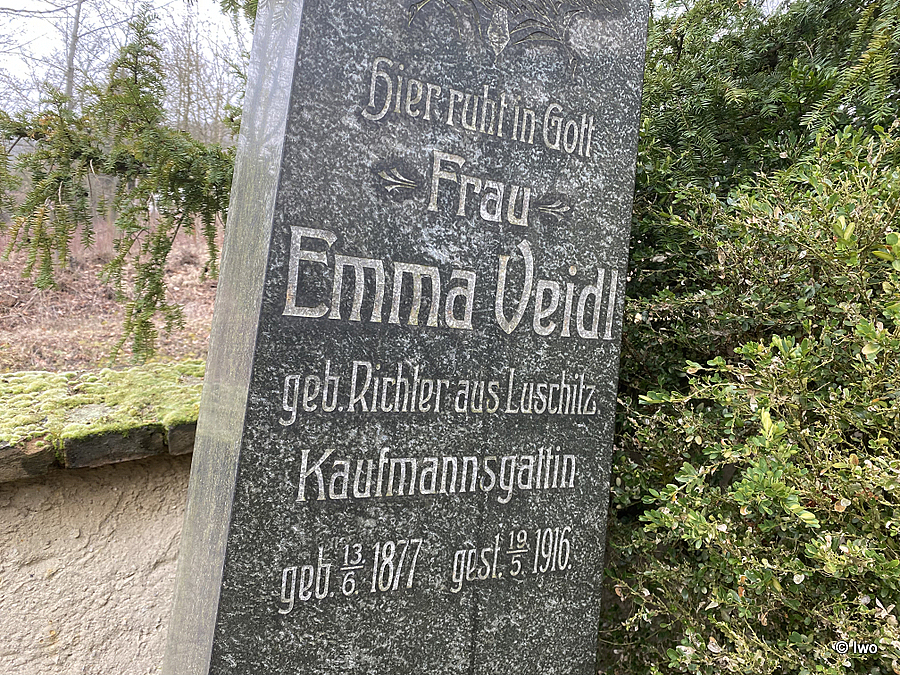 Hier ruht in Gott
Frau
Emma Veidl
geb. Richter aus Luschitz
Kaufmannsgattin
geb. 13/6 1877 gest. 19/5 1916.
© Iwo